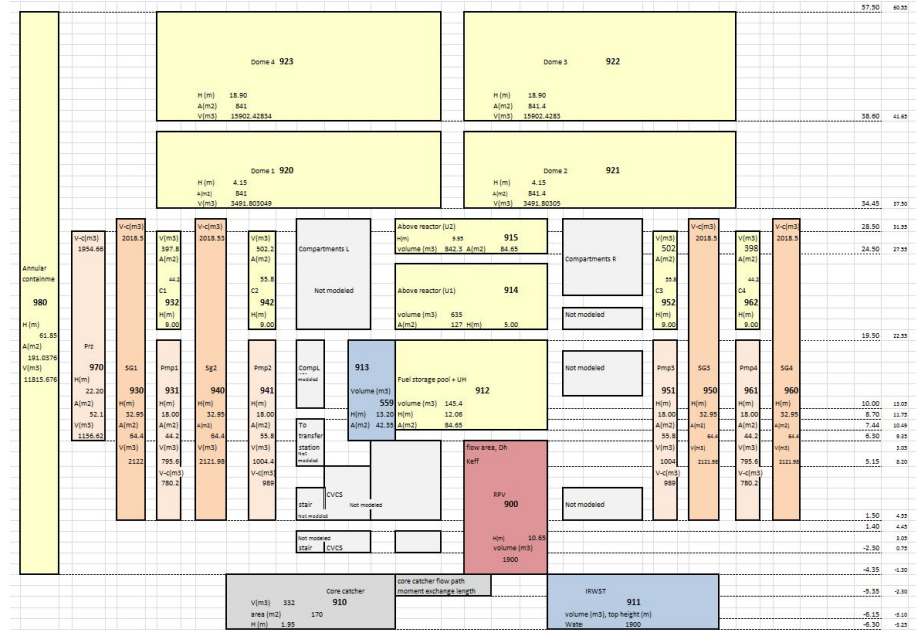 57.50 60.55
Dome 4 923
H (m) 18.90
A(m2) 841
V(m3) 15902.42834
Dome 3 922
H (m) 18.90
A(m2) 841.4
V(m3) 15902.4283
38.60 41.65
Dome 1 920
H (m) 4.15
A(m2) 841
V(m3) 3491.803049
Dome 2 921
H (m) 4.15
A(m2) 841.4
V(m3) 3491.80305
34.45 37.50
28.50 31.55
24.50 27.55
Annular
containme
980
H (m)
61.85
A(m2)
191.0376
V(m3)
11815.676
V-c(m3)
1954.66
Prz
970
H(m)
22.20
A(m2)
52.1
V(m3)
1156.62
V-c(m3)
2018.5
SG1
930
H(m)
32.95
A(m2)
64.4
V(m3)
2122
V(m3)
397.8
A(m2)
44.2
C1
932
H(m)
9.00
Pmp1
931
H(m)
18.00
A(m2)
44.2
V(m3)
795.6
V-c(m3)
780.2
V-c(m3)
2018.53
Sg2
940
H(m)
32.95
A(m2)
64.4
V(m3)
2121.98
V(m3)
502.2
A(m2)
55.8
C2
942
H(m)
9.00
Pmp2
941
H(m)
18.00
A(m2)
55.8
V(m3)
1004.4
V-c(m3)
989
Compartments L
Not modeled
CompL
Not modeled
To
transfer
station
Not
modeled
CVCS
stair Not modeled
Not modeled
Not modeled
stair CVCS
Above reactor (U2)
H(m) 9.95 915
volume (m3) 842.3 A(m2) 84.65
Above reactor (U1) 914
volume (m3) 635
A(m2) 127 H(m) 5.00
913
Volume (m3)
559
H(m) 13.20
A(m2) 42.35
Fuel storage pool + UH
912
volume (m3) 145.4
H(m) 12.06
A(m2) 84.65
flow area, Dh
Keff
RPV
900
H(m) 10.65
volume (m3)
1900
Compartments R
Not modeled
Not modeled
Not modeled
V(m3)
502
A(m2)
55.8
C3
952
H(m)
9.00
Pmp3
951
H(m)
18.00
A(m2)
55.8
V(m3)
1004
V-c(m3)
989
V-c(m3)
2018.5
SG3
950
H(m)
32.95
A(m2)
64.4
V(m3)
2121.98
V(m3)
398
A(m2)
44.2
C4
962
H(m)
9.00
Pmp4
961
H(m)
18.00
A(m2)
44.2
V(m3)
795.6
V-c(m3)
780.2
V-c(m3)
2018.5
SG4
960
H(m)
32.95
A(m2)
64.4
V(m3)
2121.98
19.50 22.55
10.00 13.05
8.70 11.75
7.44 10.49
6.30 9.35
3.05
5.15 8.20
1.50 4.55
1.40 4.45
3.05
-2.30 0.75
-4.35 -1.30
Core catcher
V(m3) 332 910
area (m2) 170
H (m) 1.95
core catcher flow path
moment exchange length
IRWST
911
volume (m3), top height (m)
Wate 1900
-5.35 -2.30
-6.15 -3.10
-6.30 -3.25